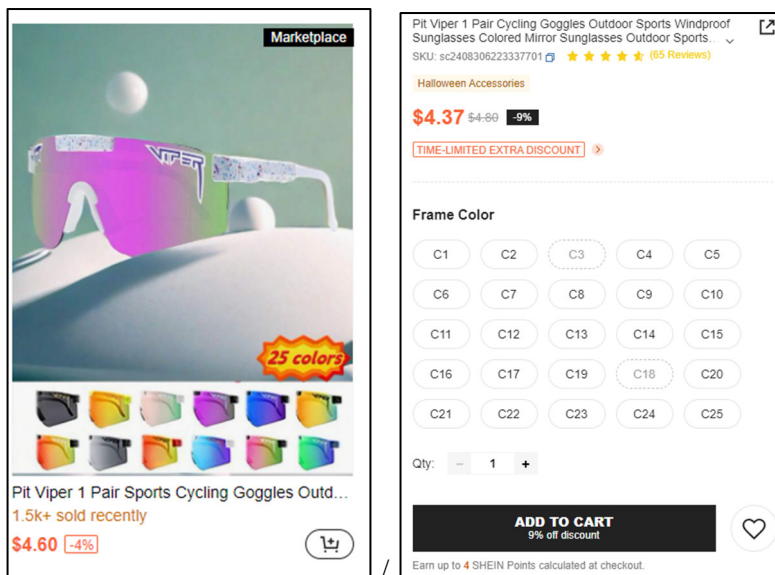 Marketplace
VIPER
25 colors
Pit Viper 1 Pair Sports Cycling Goggles Outd...
1.5k+ sold recently
$4.60 -4%
/
Pit Viper 1 Pair Cycling Goggles Outdoor Sports Windproof
Sunglasses Colored Mirror Sunglasses Outdoor Sports...
SKU: sc2408306223337701 (65 Reviews)
Halloween Accessories
$4.37 $4.80 -9%
TIME-LIMITED EXTRA DISCOUNT >
Frame Color
C1 C2 C3 C4 C5
C6 C7 C8 C9 C10
C11 C12 C13 C14 C15
C16 C17 C19 C18 C20
C21 C22 C23 C24 C25
Qty: - 1 +
ADD TO CART
9% off discount
Earn up to 4 SHEIN Points calculated at checkout.